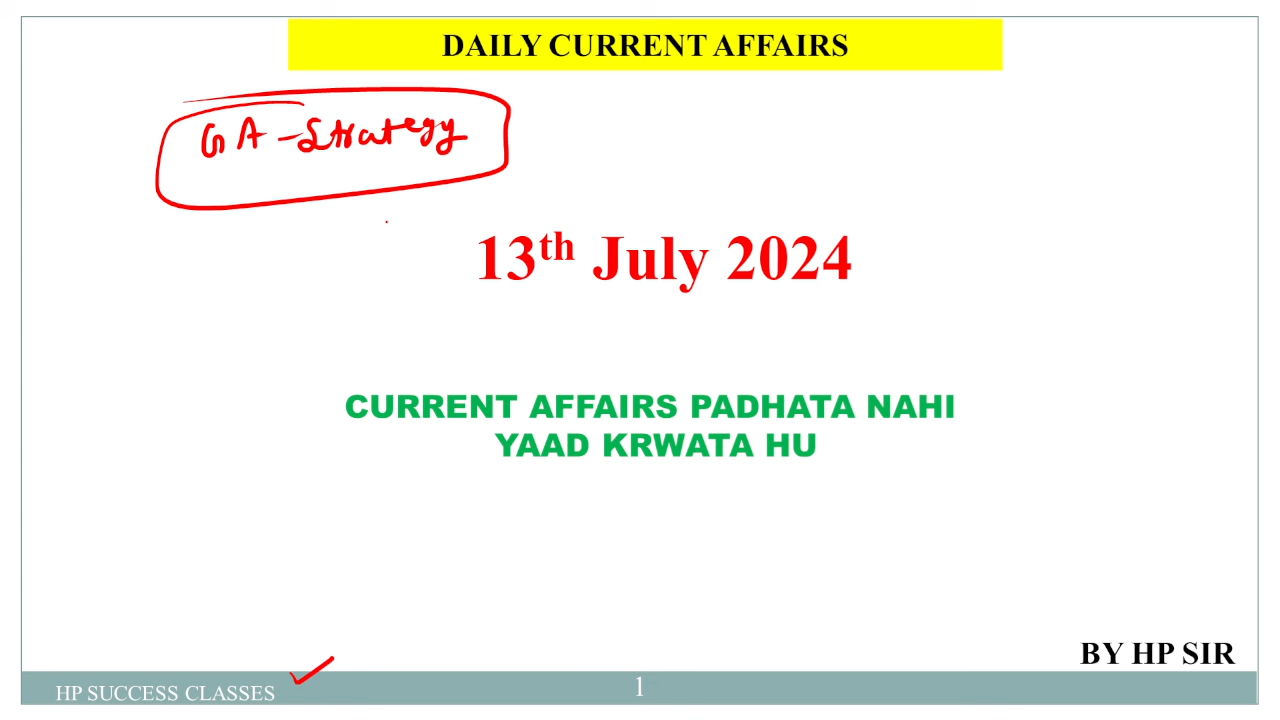 DAILY CURRENT AFFAIRS
GA - Strategy
13th July 2024
CURRENT AFFAIRS PADHATA NAHI
YAAD KRWATA HU
BY HP SIR
HP SUCCESS CLASSES
1